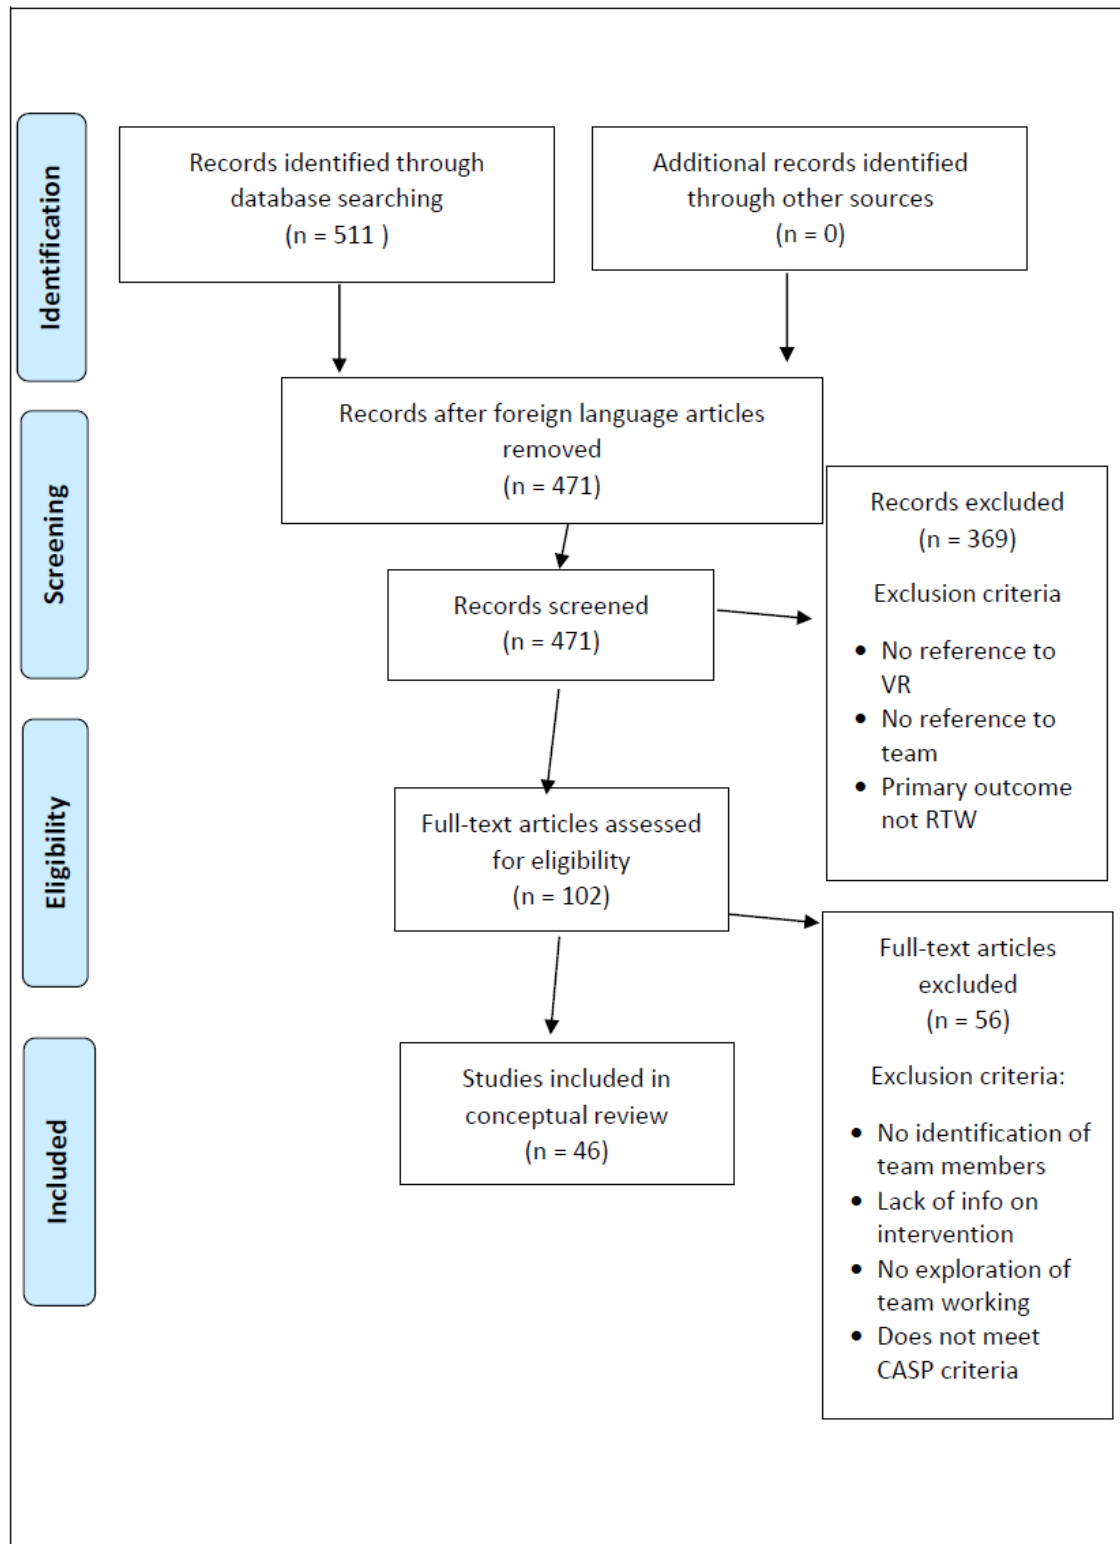 Identification
Records identified through
database searching
(n = 511 )
Additional records identified
through other sources
(n = 0)
Records after foreign language articles
removed
(n = 471)
Screening
Records screened
(n = 471)
Records excluded
(n = 369)
Exclusion criteria
• No reference to
VR
• No reference to
team
• Primary outcome
not RTW
Eligibility
Full-text articles assessed
for eligibility
(n = 102)
Full-text articles
excluded
(n = 56)
Exclusion criteria:
• No identification of
team members
• Lack of info on
intervention
• No exploration of
team working
• Does not meet
CASP criteria
Included
Studies included in
conceptual review
(n = 46)